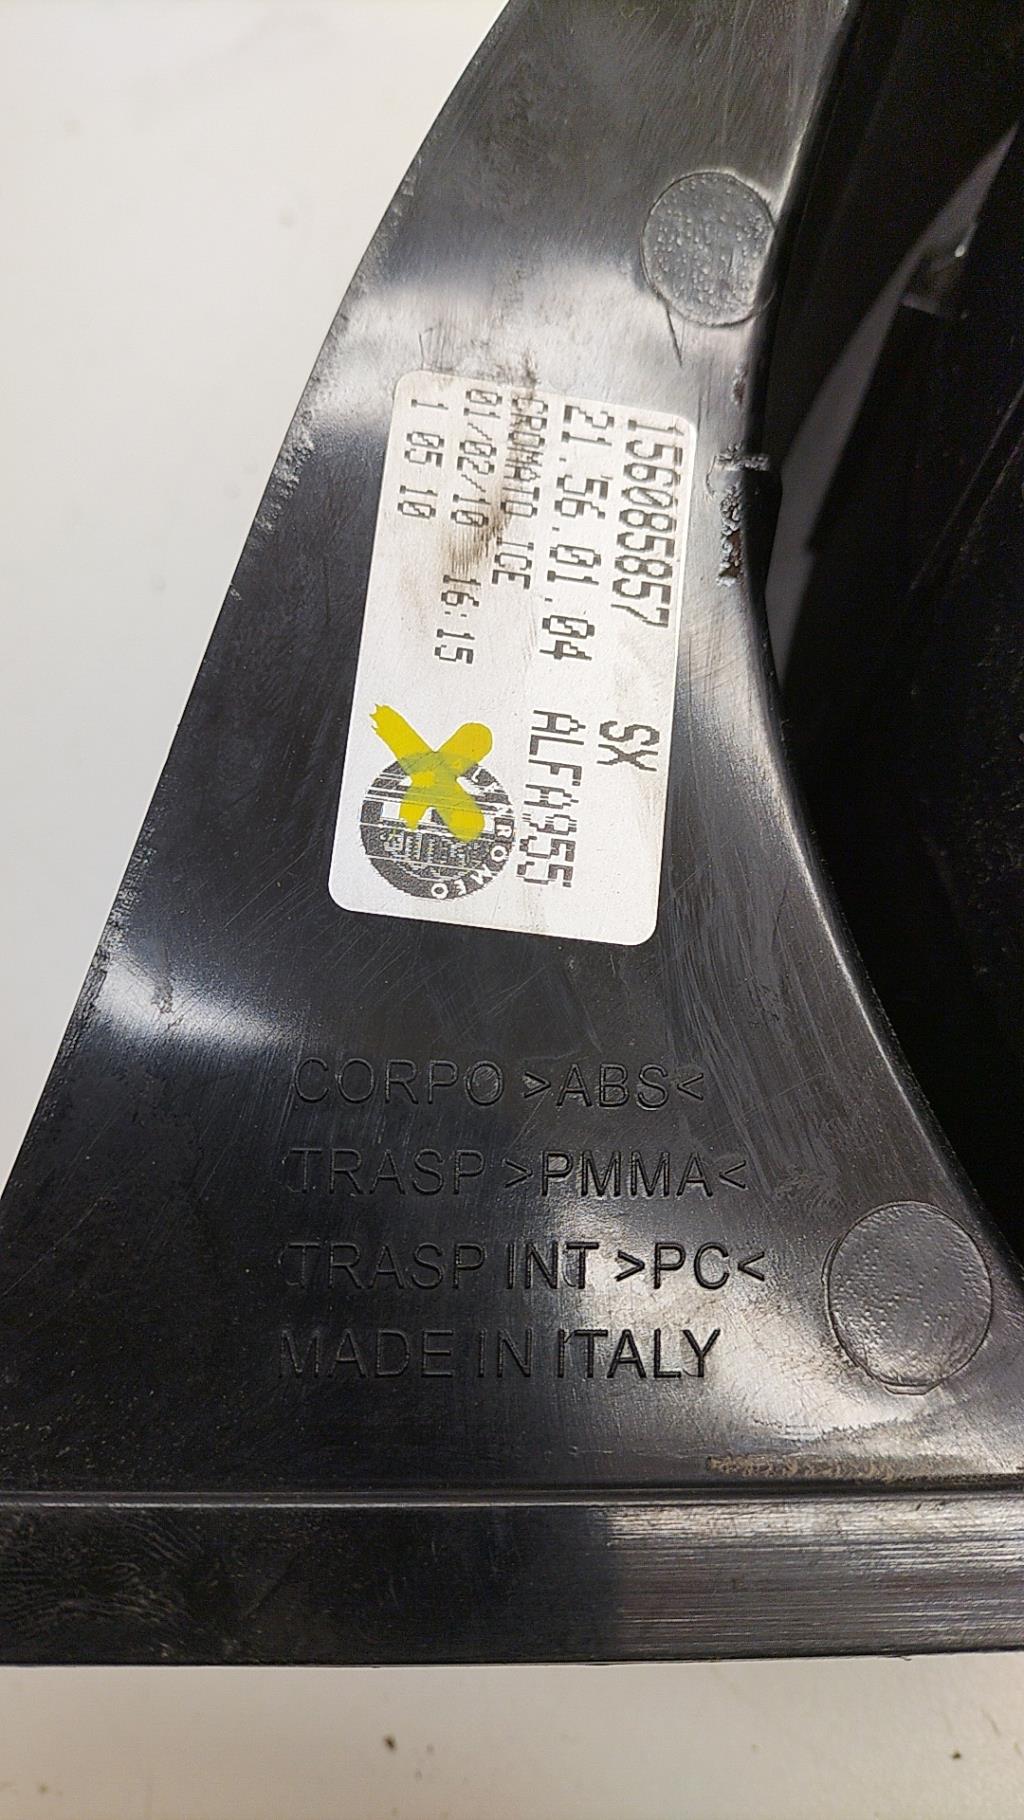 156085857 SX
21.56.01.04 ALFA955
CROMATO ICE
01/02/10 16:15
1 05 10
ROMEO
CORPO >ABS<
TRASP >PMMA<
TRASP INT >PC<
MADE IN ITALY